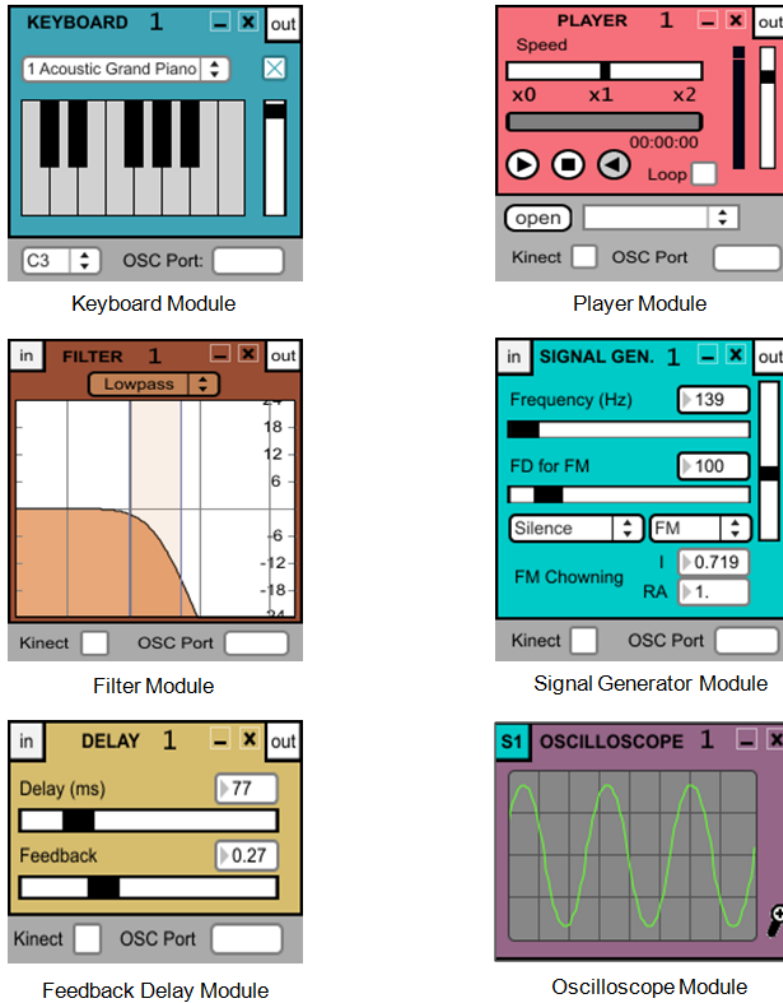 KEYBOARD 1 out
1 Acoustic Grand Piano
C3 OSC Port:
Keyboard Module
PLAYER 1 out
Speed
x0 x1 x2
00:00:00
Loop
open
Kinect OSC Port
Player Module
in FILTER 1 out
Lowpass
24
18
12
6
-6
-12
-18
24
Kinect OSC Port
Filter Module
in SIGNAL GEN. 1 out
Frequency (Hz) 139
FD for FM 100
Silence FM
I 0.719
FM Chowning
RA 1.
Kinect OSC Port
Signal Generator Module
in DELAY 1 out
Delay (ms) 77
Feedback 0.27
Kinect OSC Port
Feedback Delay Module
S1 OSCILLOSCOPE 1
Oscilloscope Module